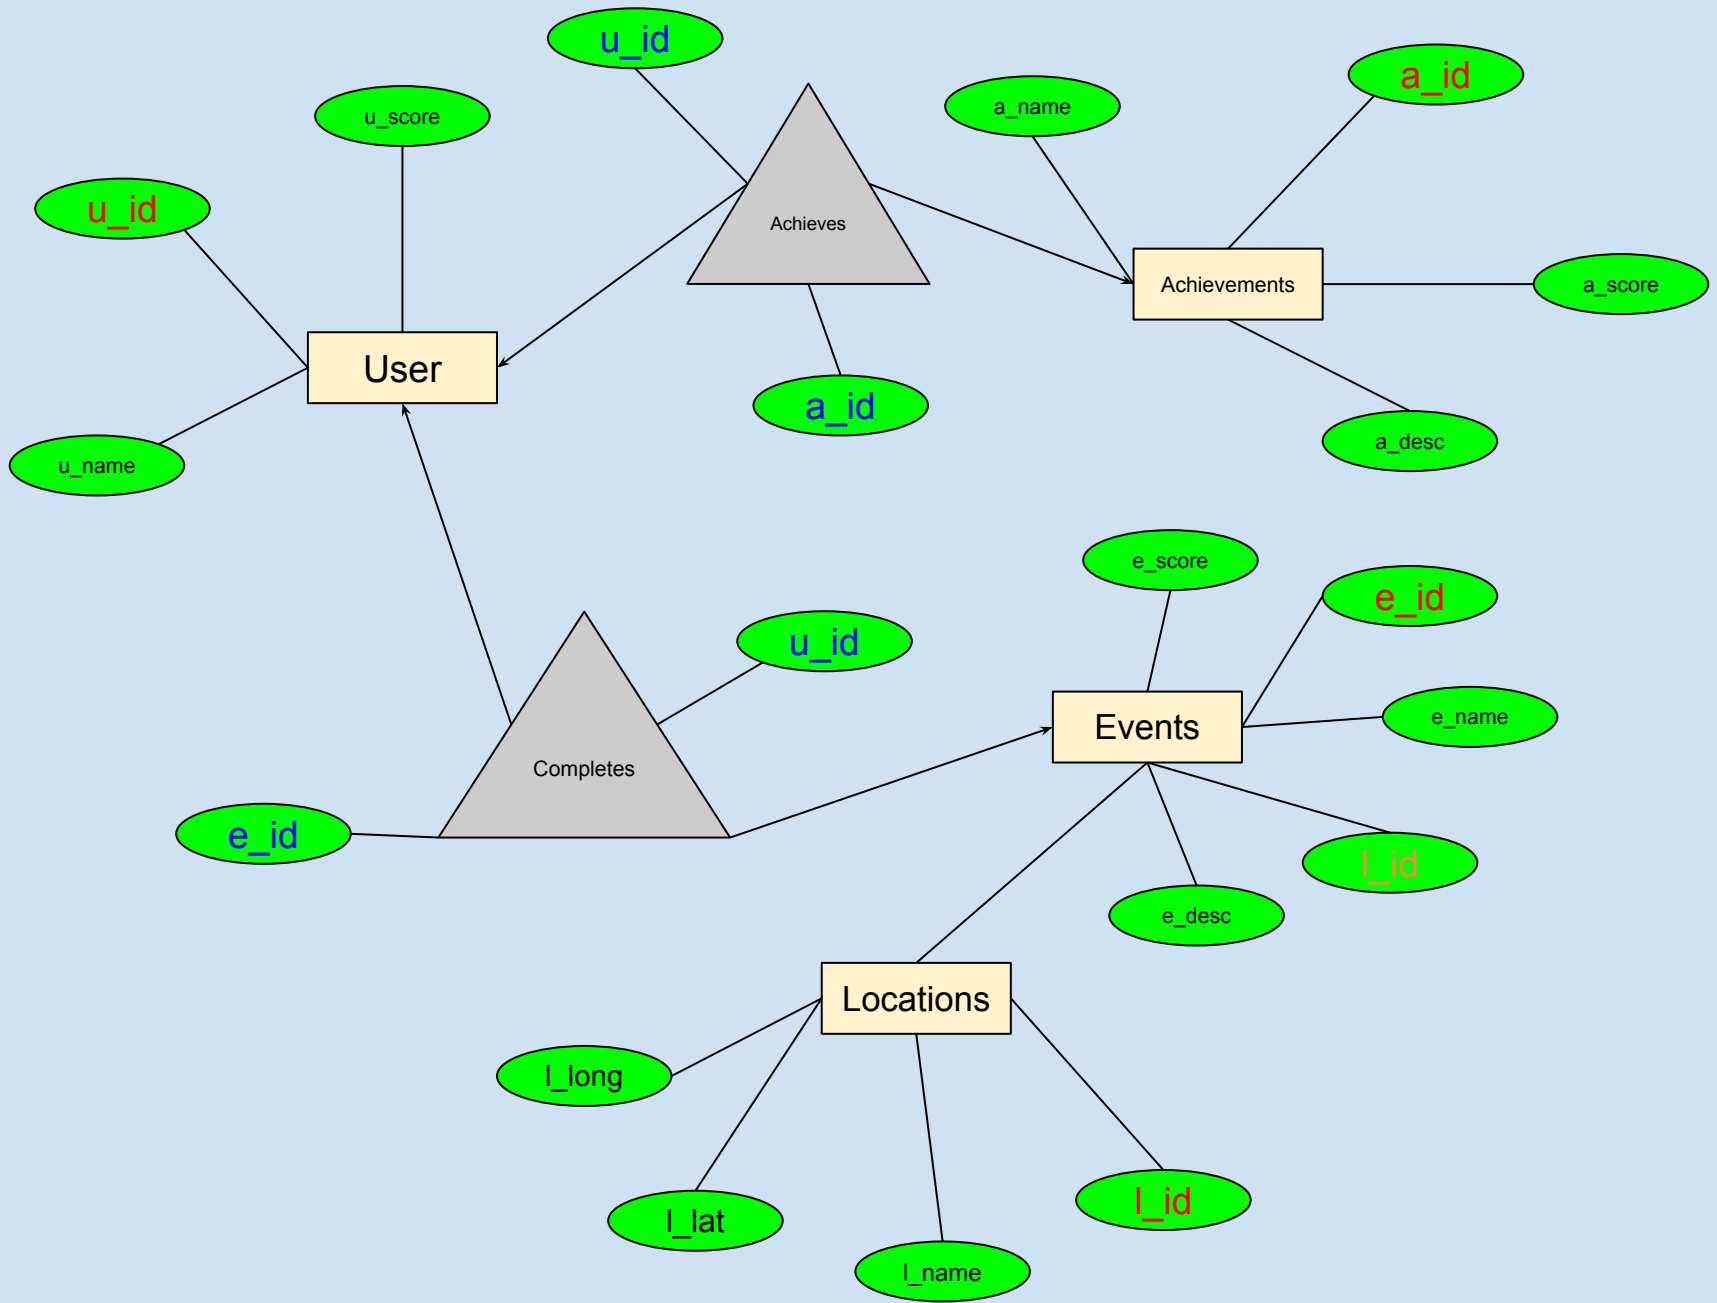 u_id
a_id
a_name
u_score
u_id
Achieves
Achievements
a_score
User
a_id
a_desc
u_name
e_score
e_id
u_id
e_name
Events
Completes
e_id
l_id
e_desc
Locations
l_long
l_id
l_lat
l_name